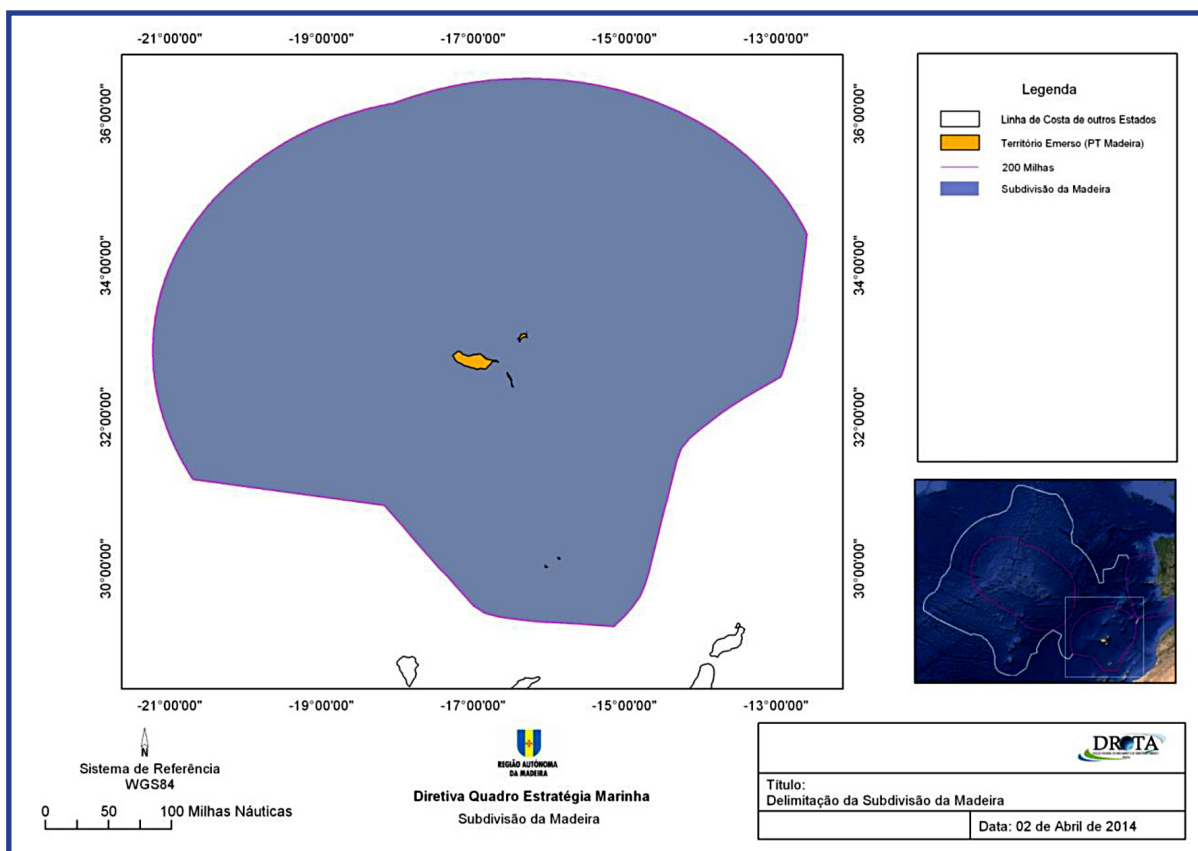 -21°00'00" -19°00'00" -17°00'00" -15°00'00" -13°00'00"
36°00'00"
34°00'00"
32°00'00"
30°00'00"
36°00'00"
34°00'00"
32°00'00"
30°00'00"
-21°00'00" -19°00'00" -17°00'00" -15°00'00" -13°00'00"
Legenda
Linha de Costa de outros Estados
Território Emerso (PT Madeira)
200 Milhas
Subdivisão da Madeira
N
Sistema de Referência
WGS84
0 50 100 Milhas Náuticas
REGIÃO AUTÓNOMA
DA MADEIRA
Diretiva Quadro Estratégia Marinha
Subdivisão da Madeira
DROTA
Título:
Delimitação da Subdivisão da Madeira
Data: 02 de Abril de 2014